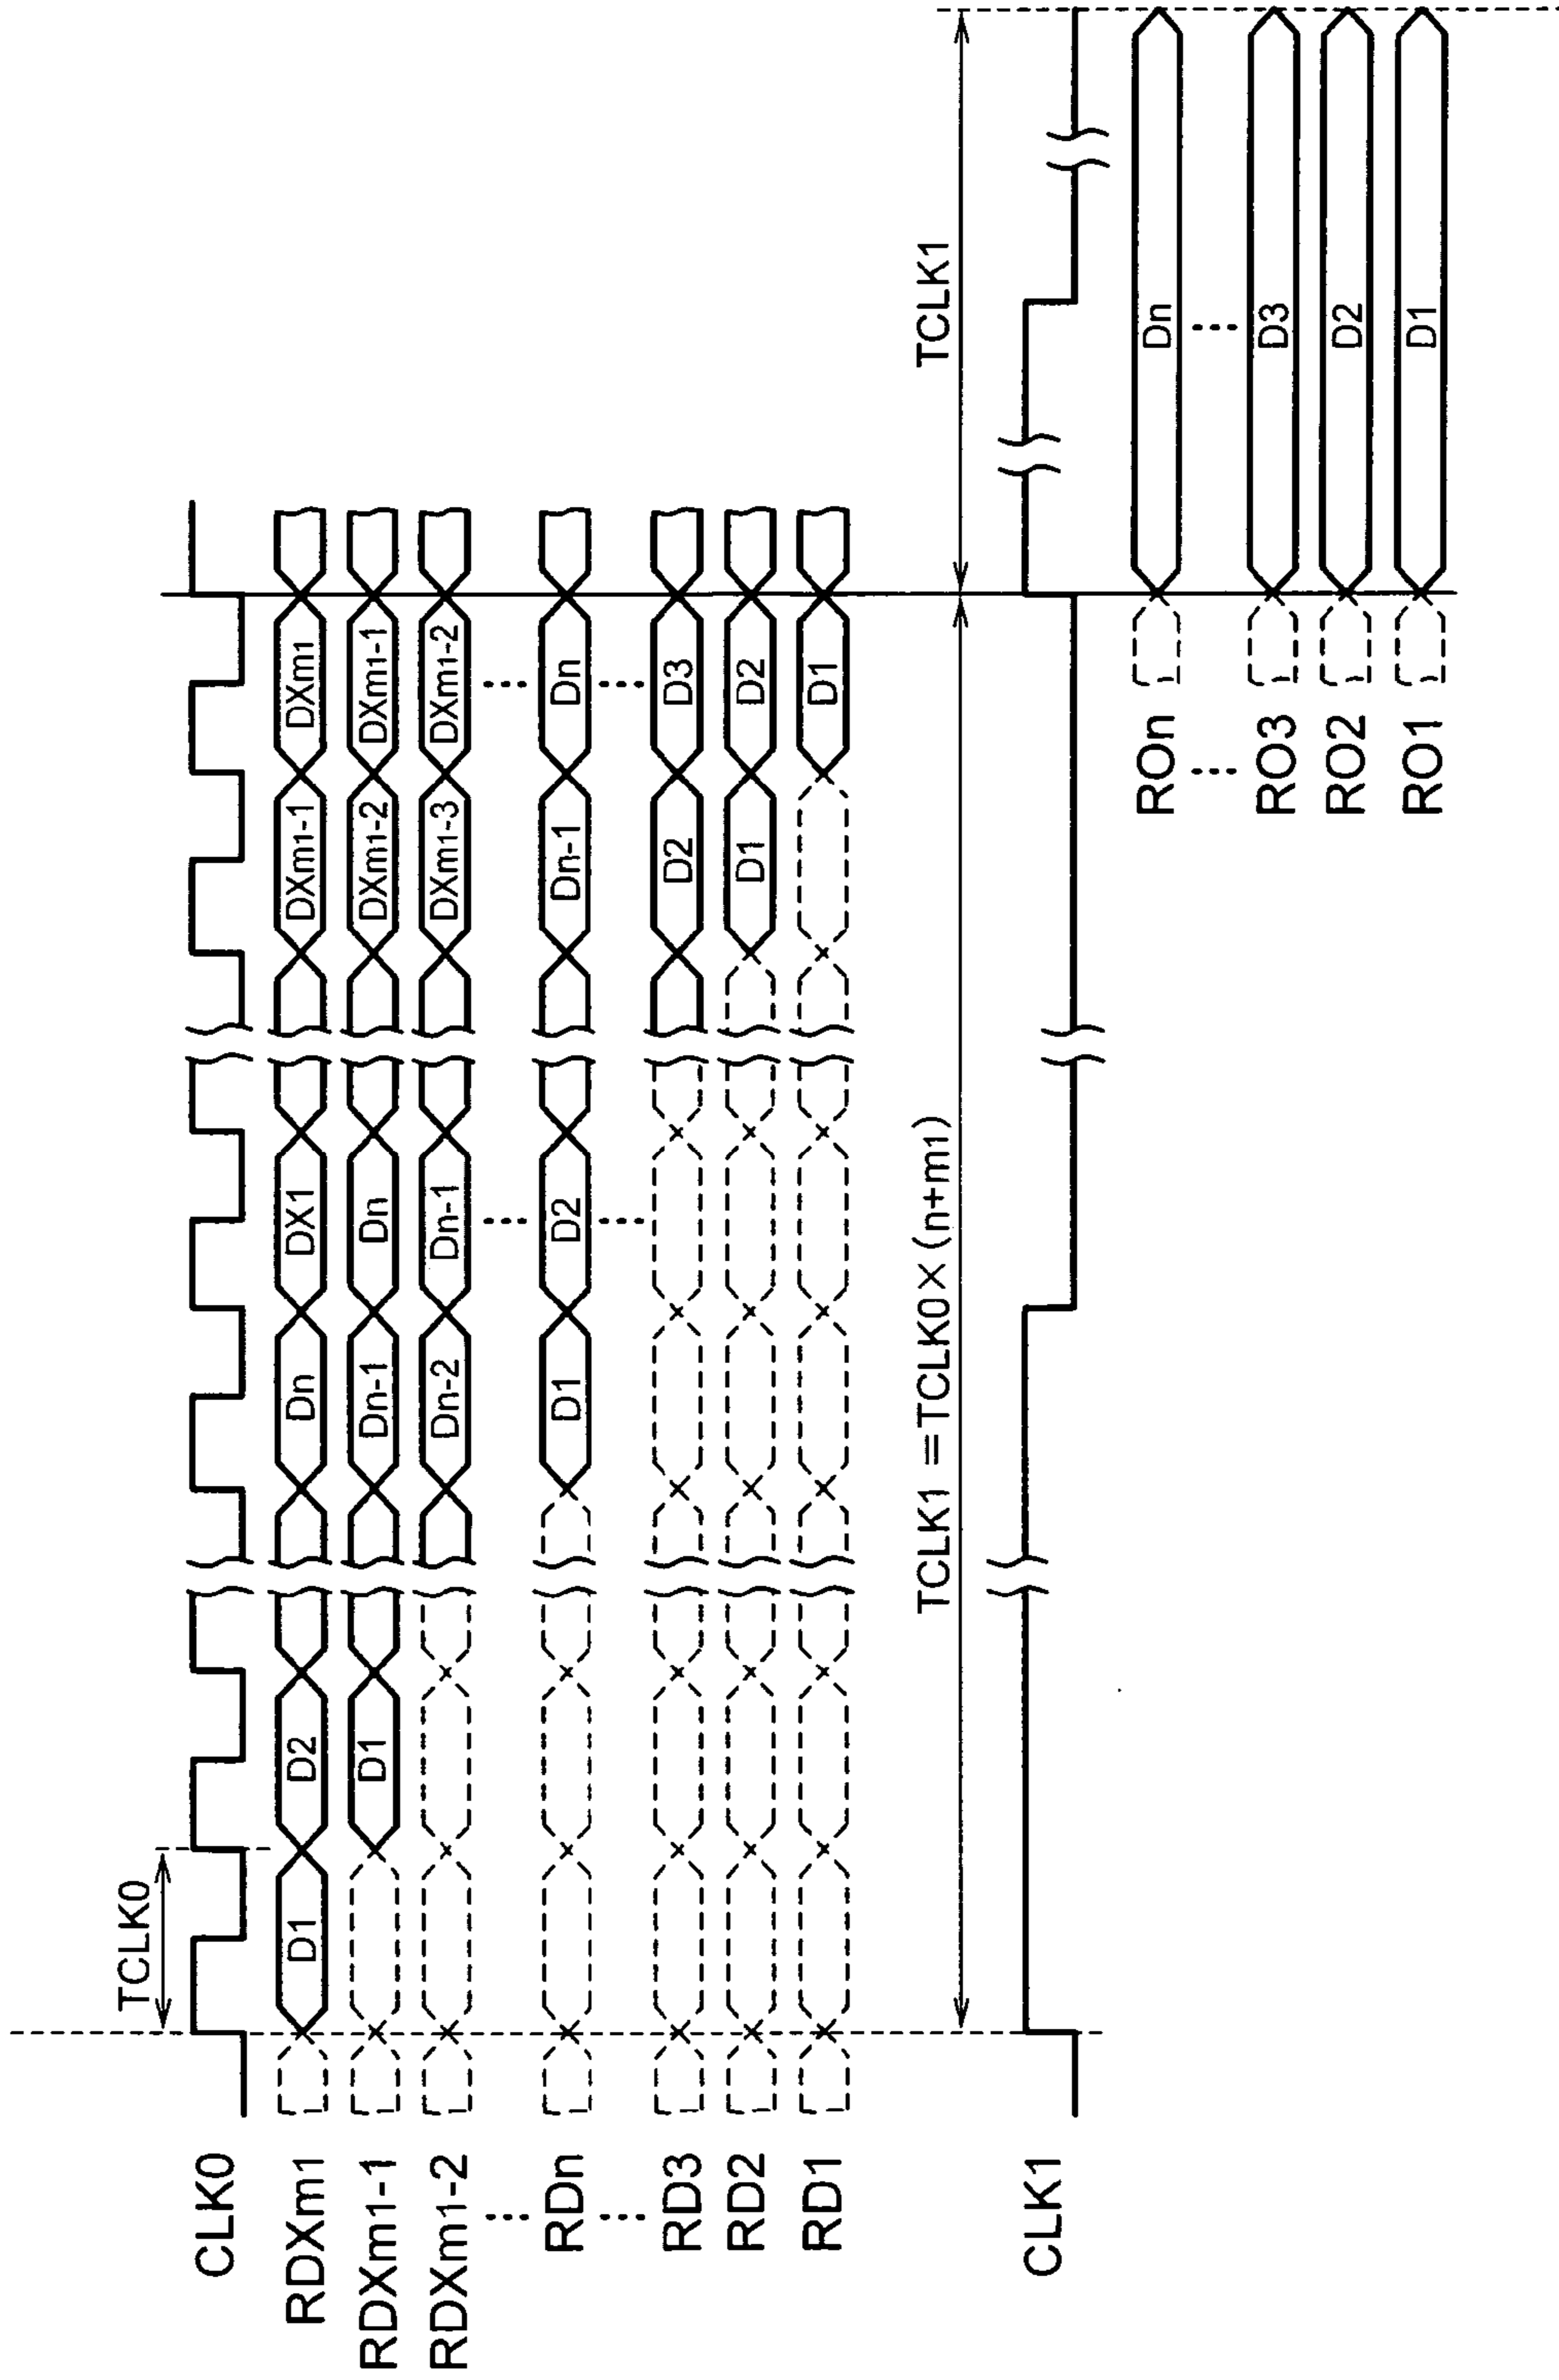 TCLK0
CLK0
RDXm1 D1 D2 Dn DX1 DXm1-1 DXm1
RDXm1-1 D1 Dn-1 Dn DXm1-2 DXm1-1
RDXm1-2 Dn-2 Dn-1 DXm1-3 DXm1-2
RDn D1 D2 Dn-1 Dn
RD3 D2 D3
RD2 D1 D2
RD1 D1
TCLK1 =TCLK0×(n+m1) TCLK1
CLK1
ROn Dn
RO3 D3
RO2 D2
RO1 D1